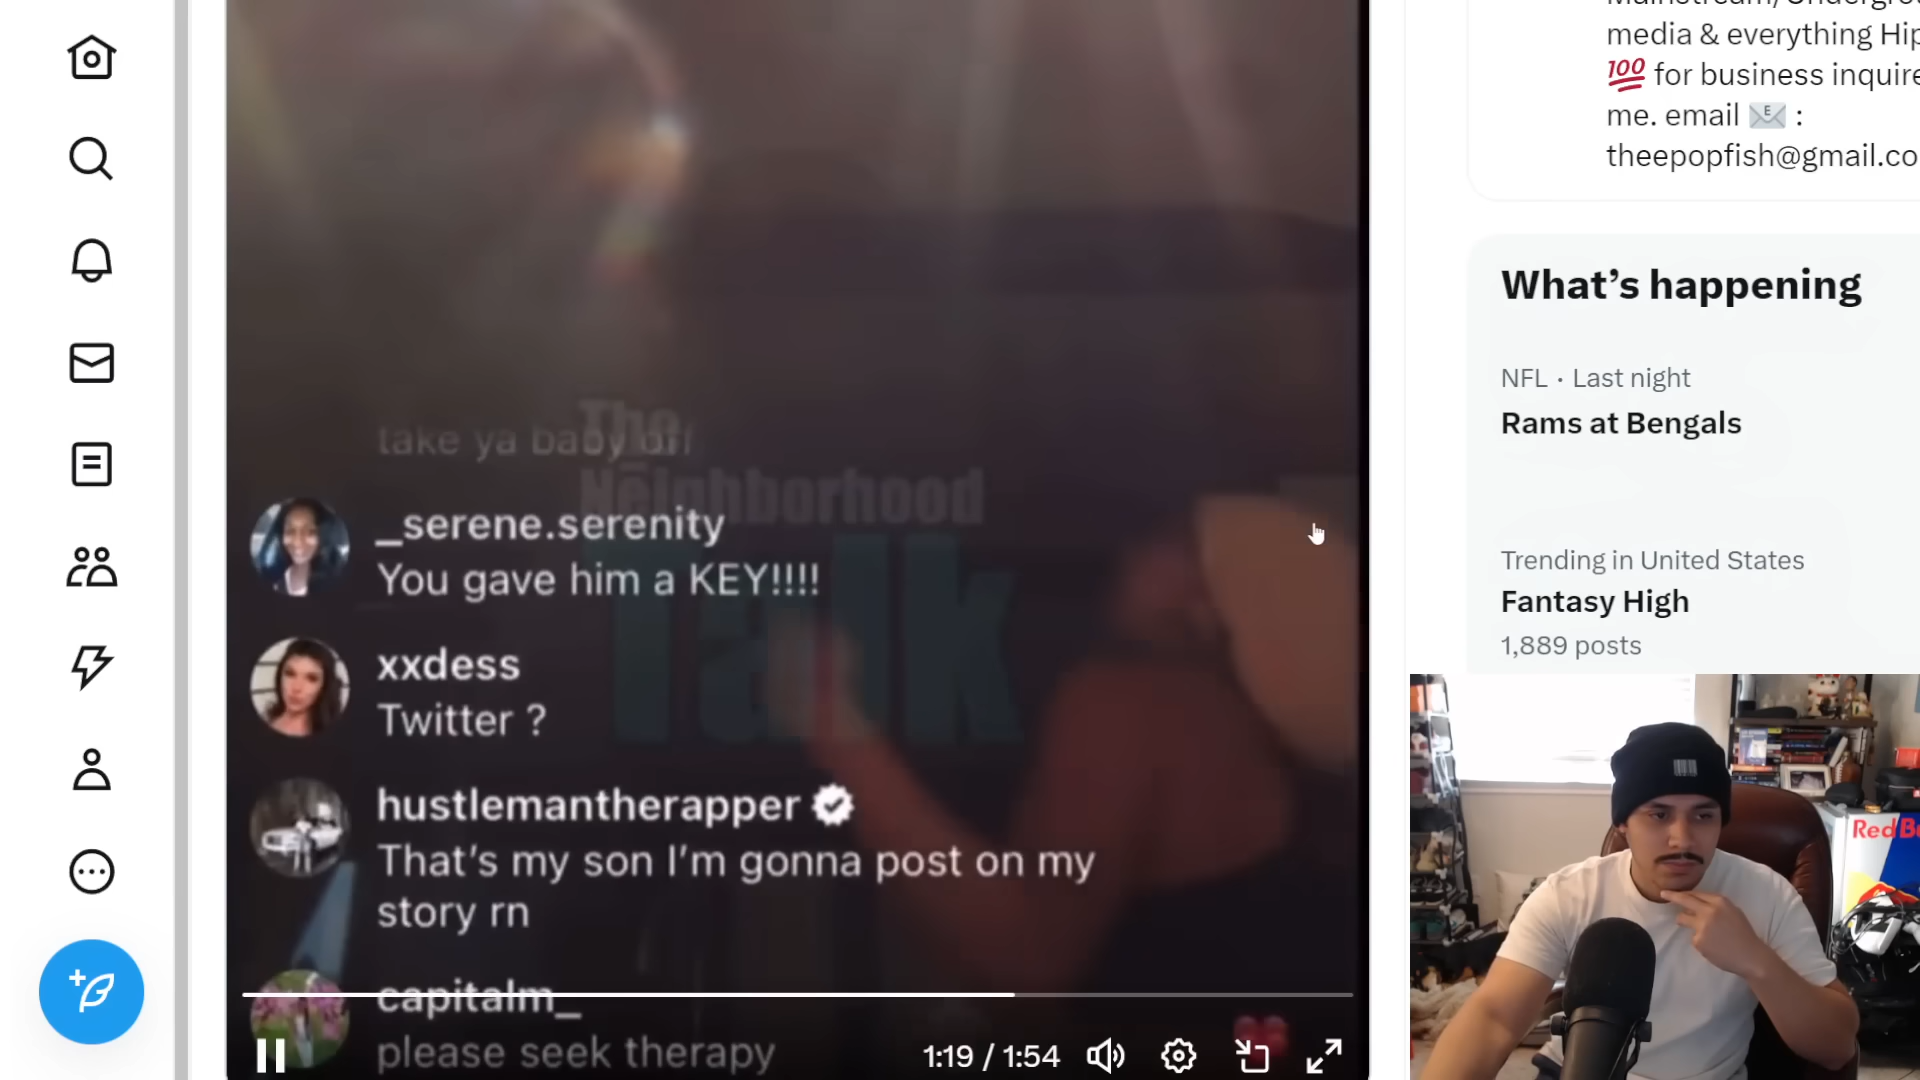 media & everything Hip
100 for business inquire
me. email E :
theepopfish@gmail.co
What's happening
NFL · Last night
Rams at Bengals
Trending in United States
Fantasy High
1,889 posts
take ya baby off
The
Neighborhood
Talk
_serene.serenity
You gave him a KEY!!!!
xxdess
Twitter ?
hustlemantherapper
That's my son I'm gonna post on my
story rn
capitalm_
please seek therapy
1:19 / 1:54
Red B